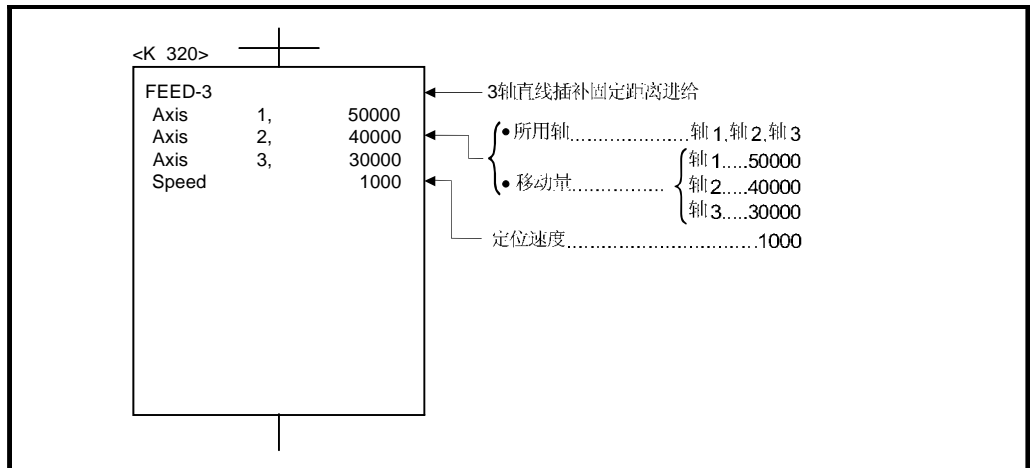 <K 320>
FEED-3
3轴直线插补固定距离进给
Axis 1, 50000
Axis 2, 40000
Axis 3, 30000
Speed 1000
●所用轴..................轴1,轴2,轴3
●移动量................
轴1.....50000
轴2.....40000
轴3.....30000
定位速度................................1000